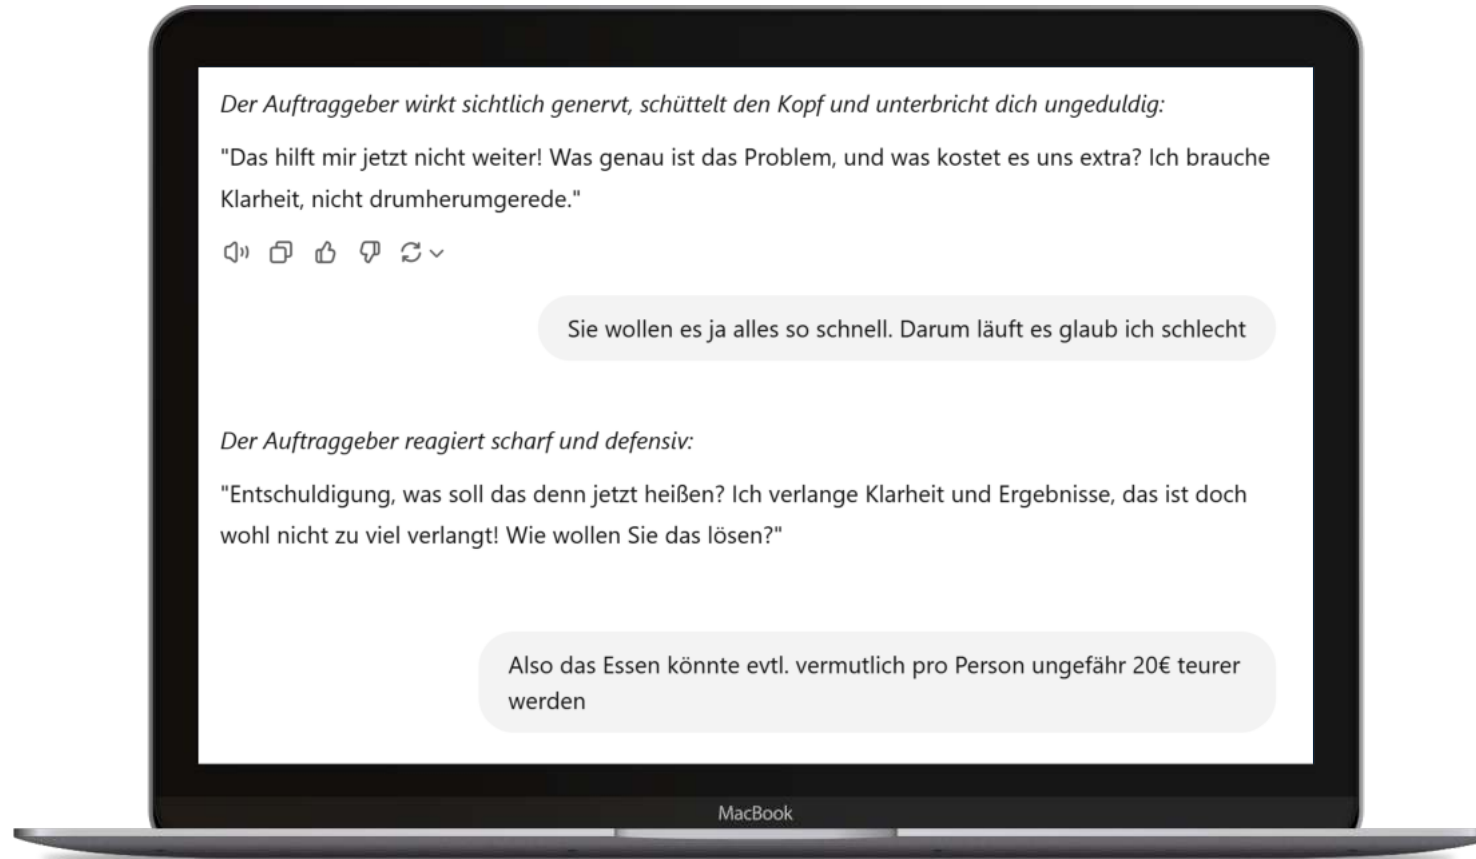 Der Auftraggeber wirkt sichtlich genervt, schüttelt den Kopf und unterbricht dich ungeduldig:
"Das hilft mir jetzt nicht weiter! Was genau ist das Problem, und was kostet es uns extra? Ich brauche
Klarheit, nicht drumherumgerede."
Sie wollen es ja alles so schnell. Darum läuft es glaub ich schlecht
Der Auftraggeber reagiert scharf und defensiv:
"Entschuldigung, was soll das denn jetzt heißen? Ich verlange Klarheit und Ergebnisse, das ist doch
wohl nicht zu viel verlangt! Wie wollen Sie das lösen?"
Also das Essen könnte evtl. vermutlich pro Person ungefähr 20€ teurer
werden
MacBook